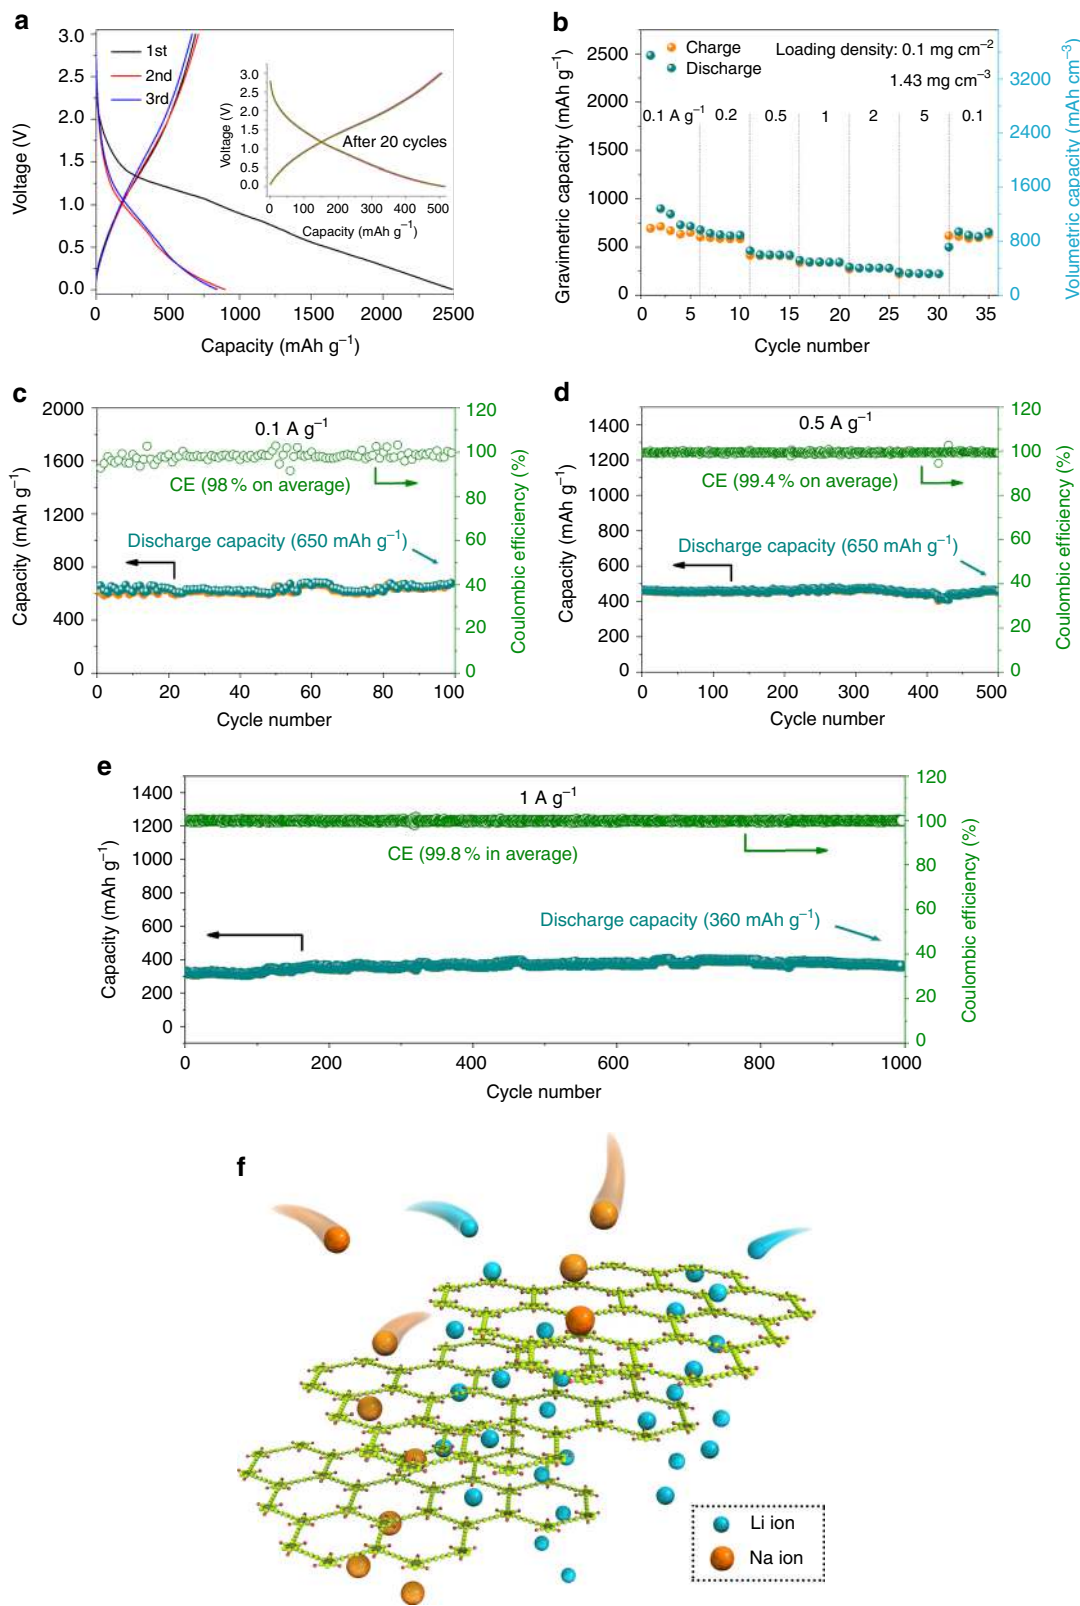 a
3.0
2.5
2.0
1.5
1.0
0.5
0.0
Voltage (V)
1st
2nd
3rd
3.0
2.5
2.0
1.5
1.0
0.5
0.0
Voltage (V)
After 20 cycles
0 100 200 300 400 500
Capacity (mAh g⁻¹)
0 500 1000 1500 2000 2500
Capacity (mAh g⁻¹)
b
2500
2000
1500
1000
500
0
Gravimetric capacity (mAh g⁻¹)
Charge
Discharge
Loading density: 0.1 mg cm⁻²
1.43 mg cm⁻³
0.1 A g⁻¹ 0.2 0.5 1 2 5 0.1
3200
2400
1600
800
0
Volumetric capacity (mAh cm⁻³)
0 5 10 15 20 25 30 35
Cycle number
c
2000
1600
1200
800
600
400
0
Capacity (mAh g⁻¹)
0.1 A g⁻¹
CE (98 % on average)
Discharge capacity (650 mAh g⁻¹)
120
100
80
60
40
20
0
Coulombic efficiency (%)
0 20 40 60 80 100
Cycle number
d
1400
1200
1000
800
600
400
200
0
Capacity (mAh g⁻¹)
0.5 A g⁻¹
CE (99.4 % on average)
Discharge capacity (650 mAh g⁻¹)
120
100
80
60
40
20
0
Coulombic efficiency (%)
0 100 200 300 400 500
Cycle number
e
1400
1200
1000
800
600
400
200
0
Capacity (mAh g⁻¹)
1 A g⁻¹
CE (99.8 % in average)
Discharge capacity (360 mAh g⁻¹)
120
100
80
60
40
20
0
Coulombic efficiency (%)
0 200 400 600 800 1000
Cycle number
f
Li ion
Na ion